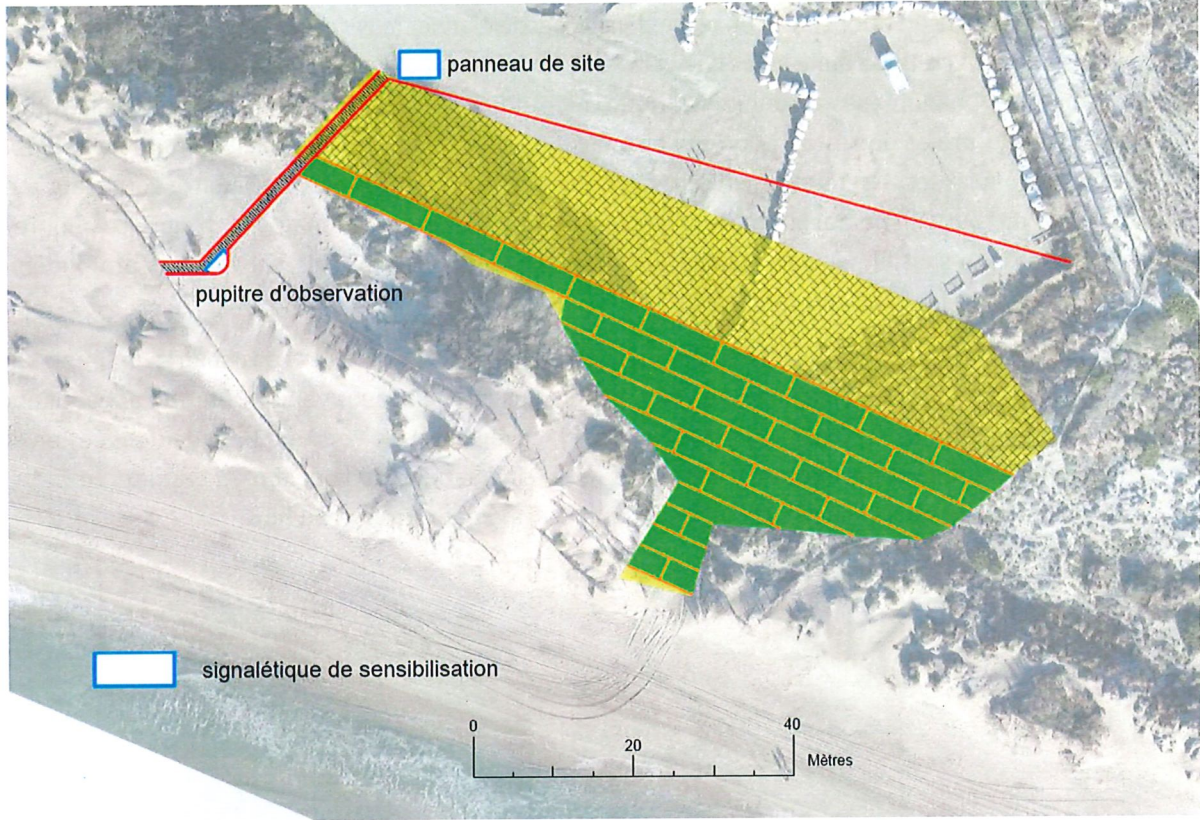 panneau de site
pupitre d'observation
signalétique de sensibilisation
0 20 40
Mètres